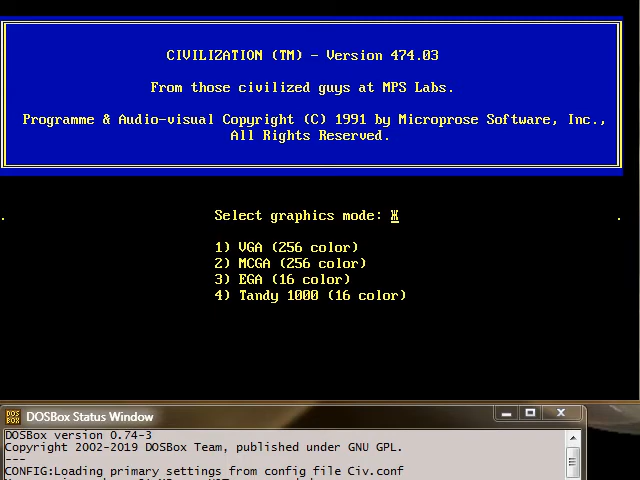 CIVILIZATION (TM) - Version 474.03
From those civilized guys at MPS Labs.
Programme & Audio-visual Copyright (C) 1991 by Microprose Software, Inc.,
All Rights Reserved.
Select graphics mode: X
1) VGA (256 color)
2) MCGA (256 color)
3) EGA (16 color)
4) Tandy 1000 (16 color)
DOS BOX
DOSBox Status Window
DOSBox version 0.74-3
Copyright 2002-2019 DOSBox Team, published under GNU GPL.
---
CONFIG:Loading primary settings from config file Civ.conf